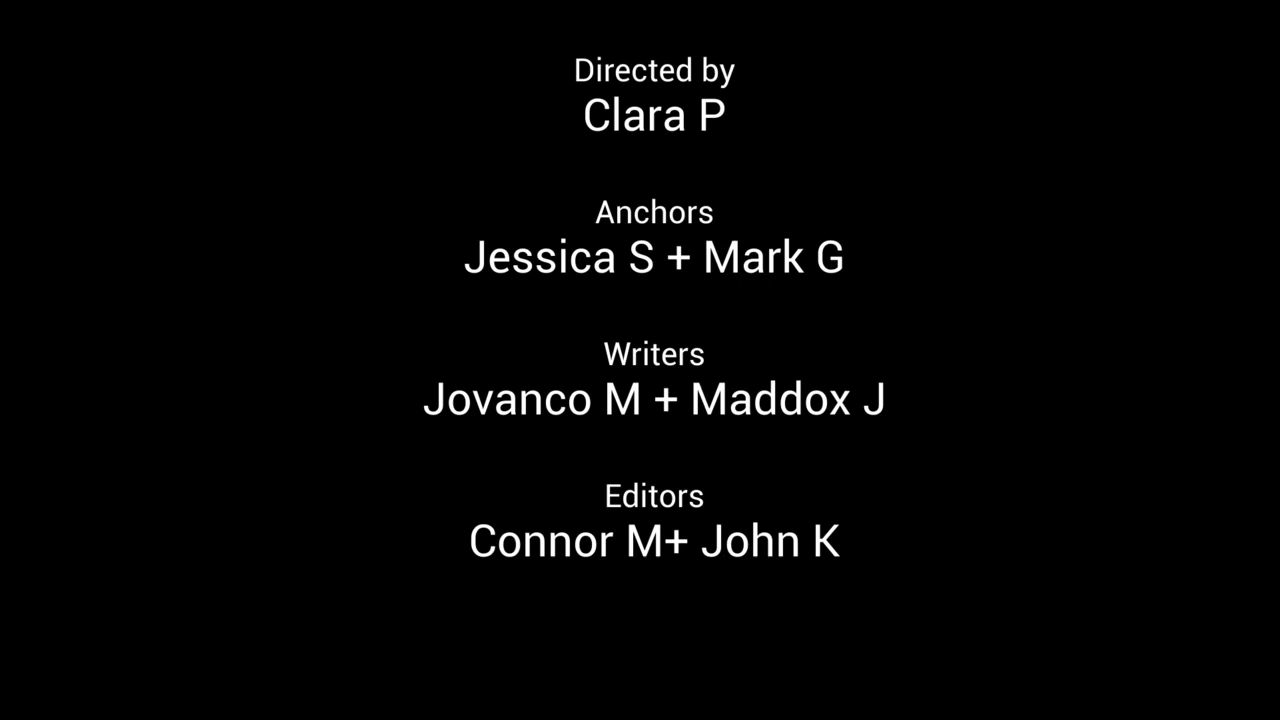 Directed by
Clara P
Anchors
Jessica S + Mark G
Writers
Jovanco M + Maddox J
Editors
Connor M+ John K